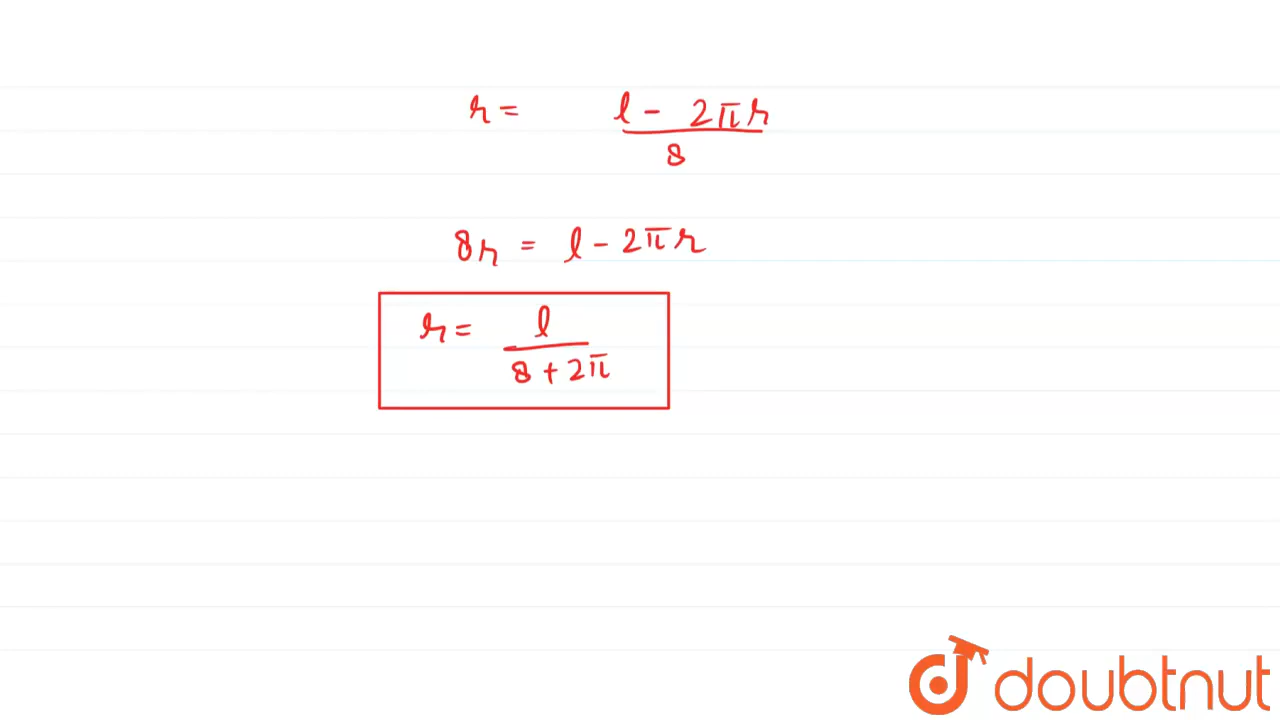 r = (l - 2πr)/8
8r = l - 2πr
r = l/(8 + 2π)
doubtnut